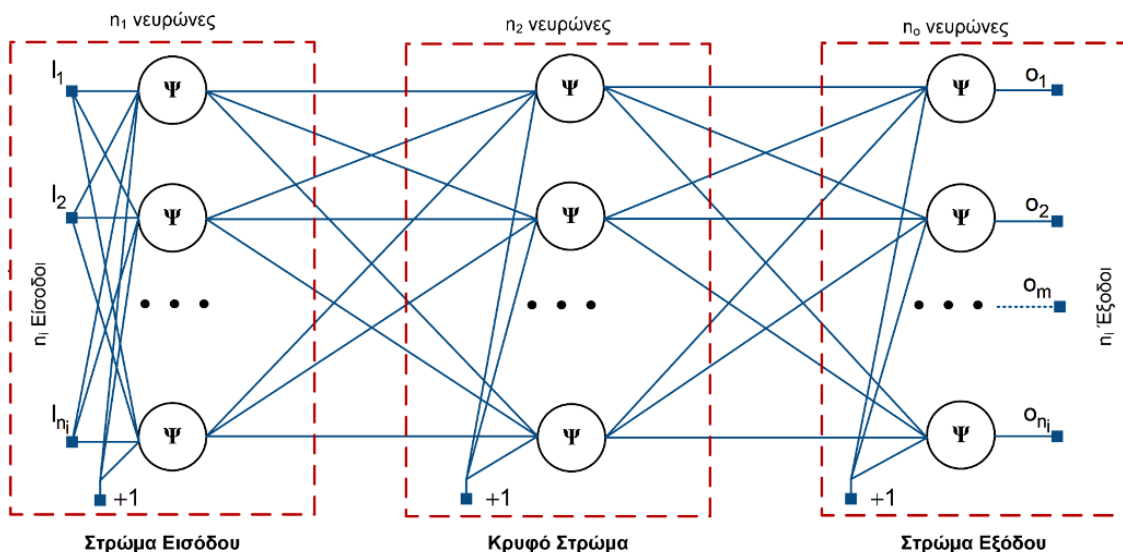 n₁ νευρώνες
n₂ νευρώνες
nₒ νευρώνες
I₁
Ψ
Ψ
Ψ
o₁
I₂
Ψ
Ψ
Ψ
o₂
nᵢ Είσοδοι
• • •
• • •
• • •
oₘ
nᵢ Έξοδοι
Iₙᵢ
Ψ
Ψ
Ψ
oₙᵢ
+1
+1
+1
Στρώμα Εισόδου
Κρυφό Στρώμα
Στρώμα Εξόδου